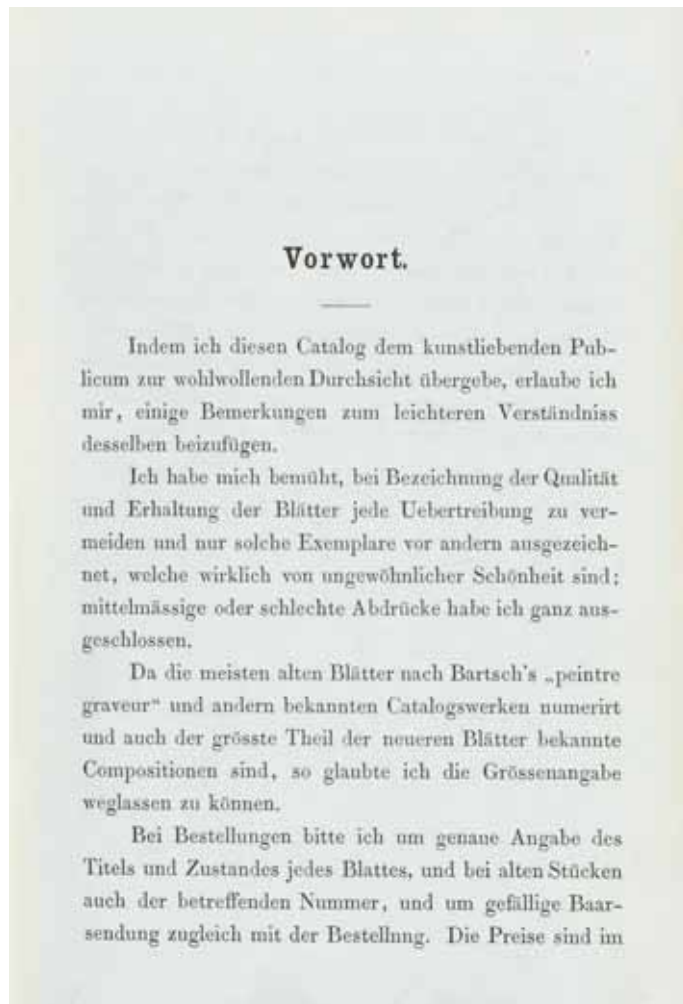 Vorwort.
Indem ich diesen Catalog dem kunstliebenden Pub-
licum zur wohlwollenden Durchsicht übergebe, erlaube ich
mir, einige Bemerkungen zum leichteren Verständniss
desselben beizufügen.
Ich habe mich bemüht, bei Bezeichnung der Qualität
und Erhaltung der Blätter jede Uebertreibung zu ver-
meiden und nur solche Exemplare vor andern ausgezeich-
net, welche wirklich von ungewöhnlicher Schönheit sind;
mittelmässige oder schlechte Abdrücke habe ich ganz aus-
geschlossen.
Da die meisten alten Blätter nach Bartsch's „peintre
graveur“ und andern bekannten Catalogswerken numerirt
und auch der grösste Theil der neueren Blätter bekannte
Compositionen sind, so glaubte ich die Grössenangabe
weglassen zu können.
Bei Bestellungen bitte ich um genaue Angabe des
Titels und Zustandes jedes Blattes, und bei alten Stücken
auch der betreffenden Nummer, und um gefällige Baar-
sendung zugleich mit der Bestellnng. Die Preise sind im